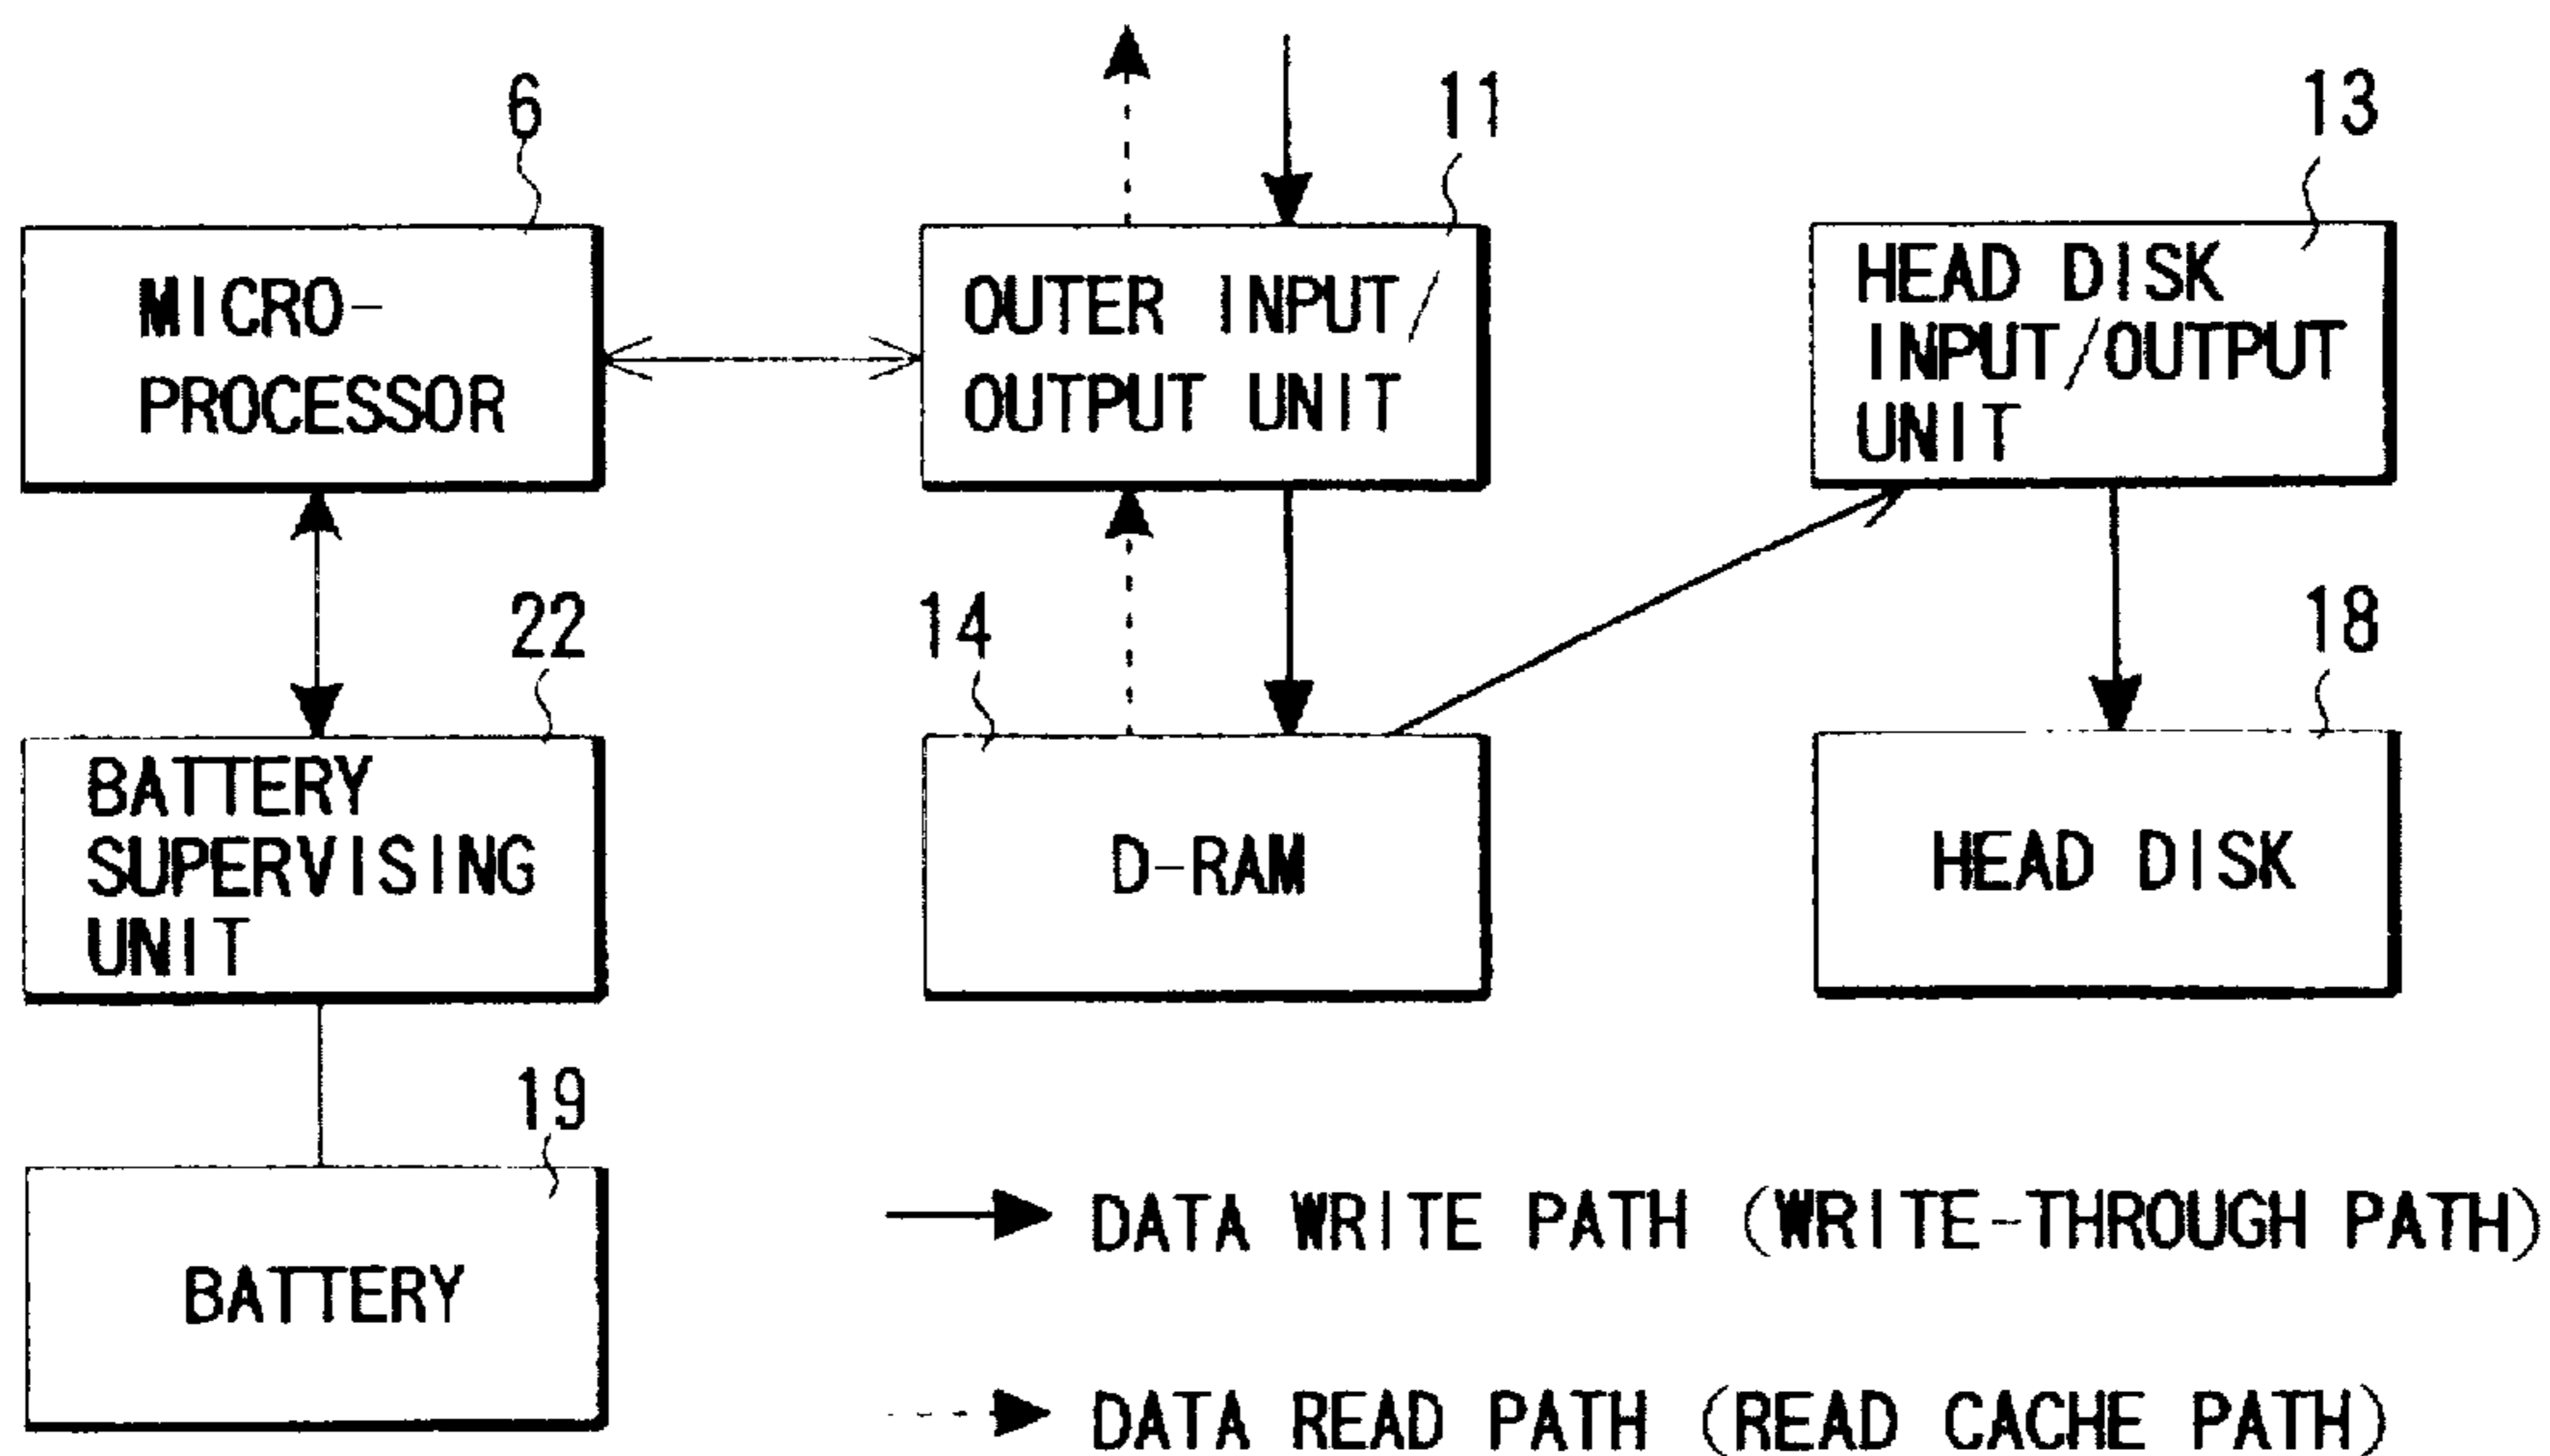 6
11
13
MICRO-
PROCESSOR
OUTER INPUT/
OUTPUT UNIT
HEAD DISK
INPUT/OUTPUT
UNIT
22
14
18
BATTERY
SUPERVISING
UNIT
D-RAM
HEAD DISK
19
BATTERY
DATA WRITE PATH (WRITE-THROUGH PATH)
DATA READ PATH (READ CACHE PATH)